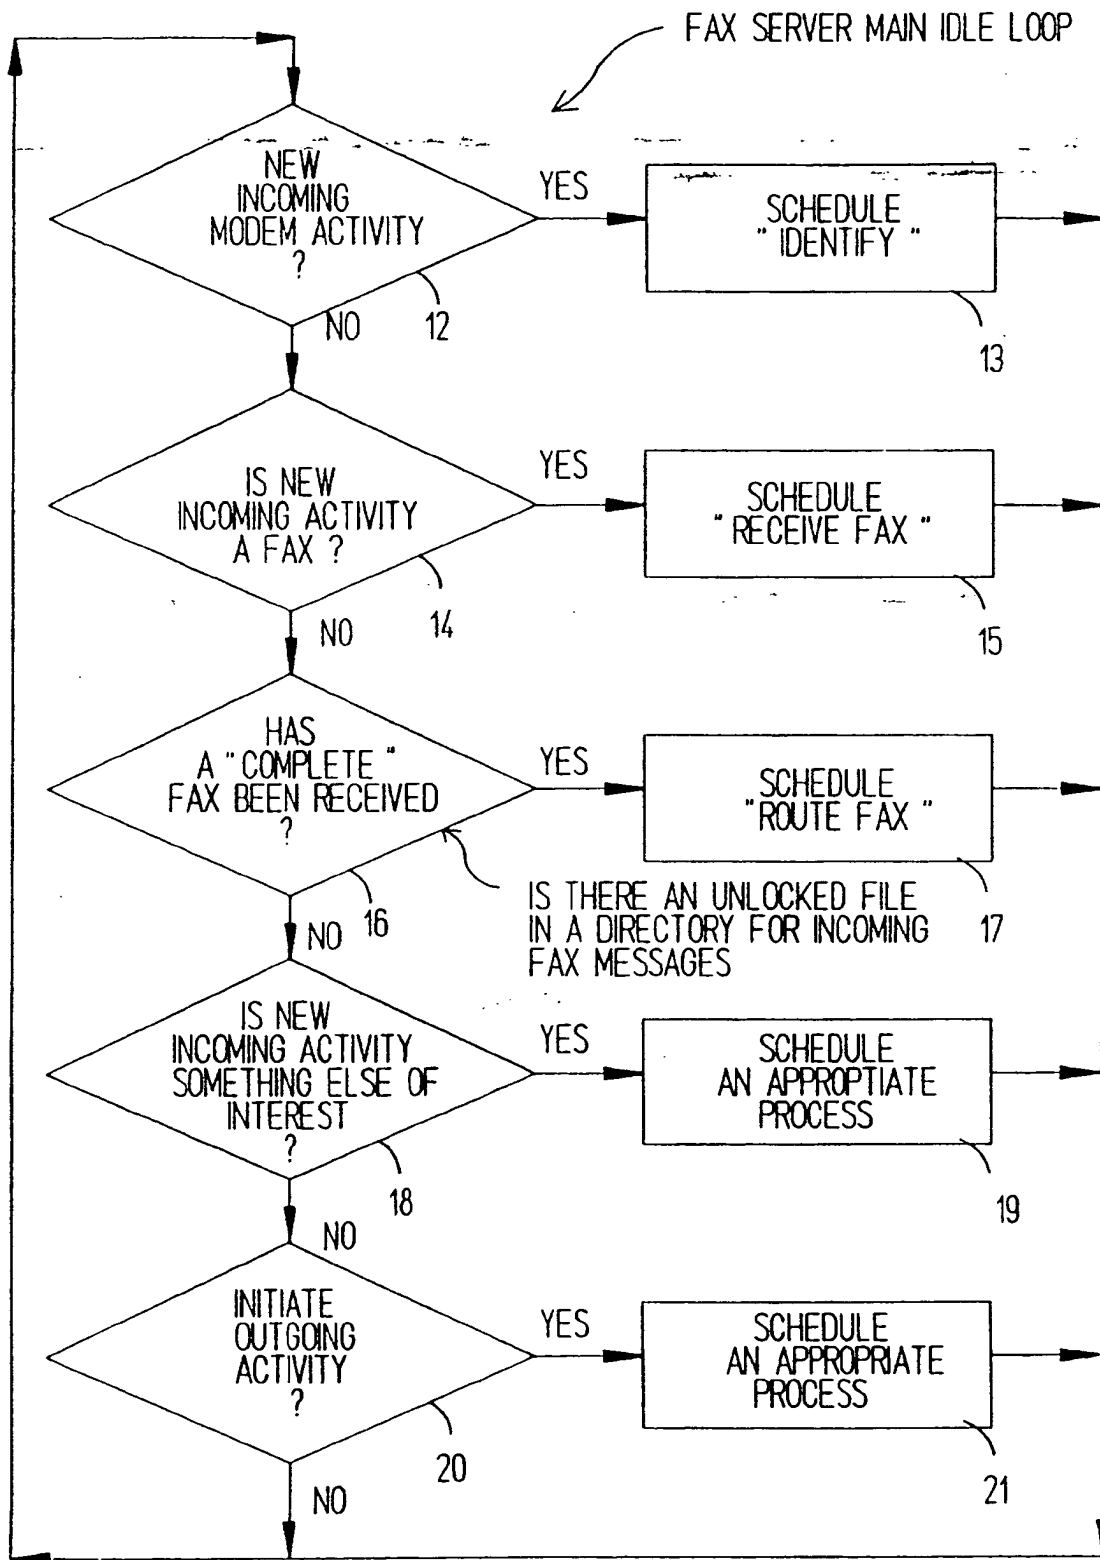 FAX SERVER MAIN IDLE LOOP
NEW
INCOMING
MODEM ACTIVITY
?
12
YES
NO
SCHEDULE
" IDENTIFY "
13
IS NEW
INCOMING ACTIVITY
A FAX ?
14
YES
NO
SCHEDULE
" RECEIVE FAX "
15
HAS
A " COMPLETE "
FAX BEEN RECEIVED
?
16
YES
NO
SCHEDULE
"ROUTE FAX "
17
IS THERE AN UNLOCKED FILE
IN A DIRECTORY FOR INCOMING
FAX MESSAGES
IS NEW
INCOMING ACTIVITY
SOMETHING ELSE OF
INTEREST
?
18
YES
NO
SCHEDULE
AN APPROPTIATE
PROCESS
19
INITIATE
OUTGOING
ACTIVITY
?
20
YES
NO
SCHEDULE
AN APPROPRIATE
PROCESS
21